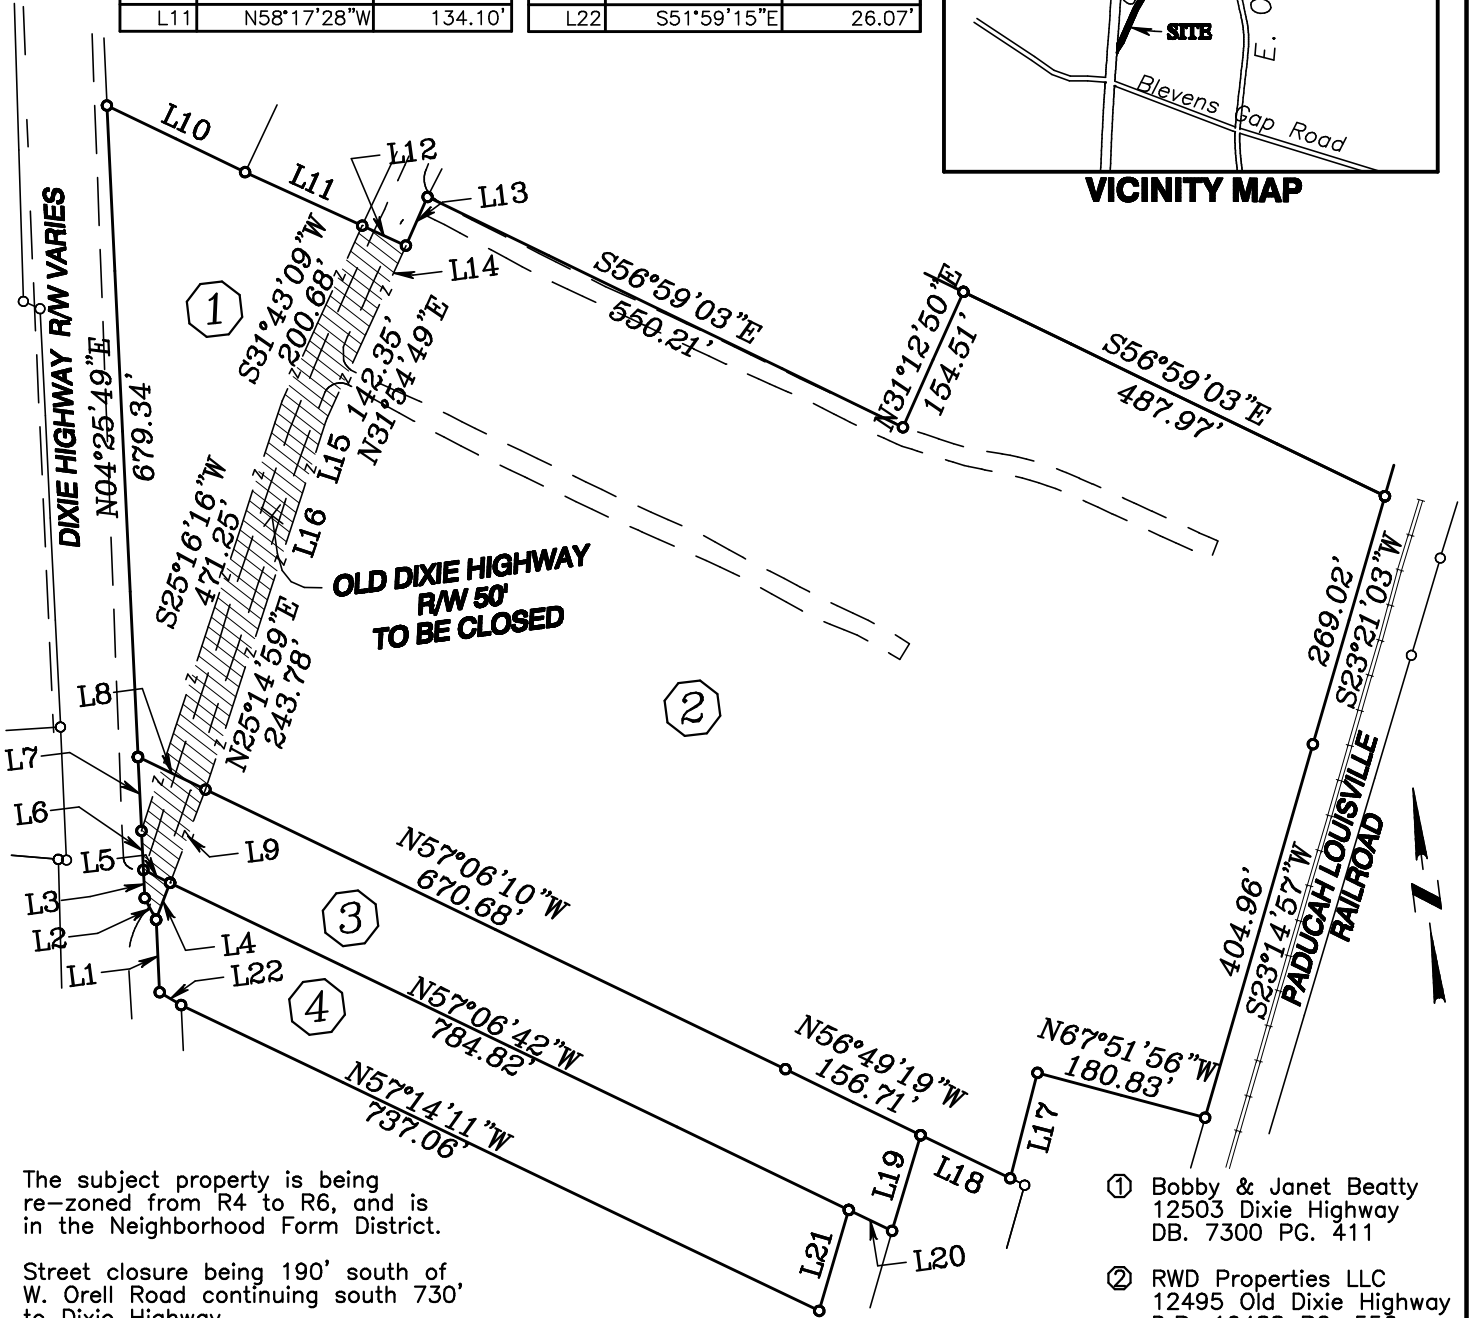 L11 N58°17'28"W 134.10'
L22 S51°59'15"E 26.07'
SITE
E. O
Blevens Gap Road
VICINITY MAP
L10
L11
L12
L13
L14
DIXIE HIGHWAY R/W VARIES
N04°25'49"E
679.34'
1
S31°43'09"W
200.68'
L15 142.35'
N31°54'49"E
L16
S56°59'03"E
550.21'
N31°12'50"E
154.51'
S56°59'03"E
487.97'
S25°16'16"W
471.25'
OLD DIXIE HIGHWAY
R/W 50'
TO BE CLOSED
N25°14'59"E
243.78'
2
269.02'
S23°21'03"W
L8
L7
L6
L5
L9
L3
L2
L4
L1
L22
N57°06'10"W
670.68'
3
4
N57°06'42"W
784.82'
N57°14'11"W
737.06'
N56°49'19"W
156.71'
N67°51'56"W
180.83'
404.96'
S23°14'57"W
PADUCAH LOUISVILLE
RAILROAD
Z
L17
L18
L19
L20
L21
The subject property is being
re-zoned from R4 to R6, and is
in the Neighborhood Form District.
Street closure being 190' south of
W. Orell Road continuing south 730'
to Dixie Highway
1 Bobby & Janet Beatty
12503 Dixie Highway
DB. 7300 PG. 411
2 RWD Properties LLC
12495 Old Dixie Highway